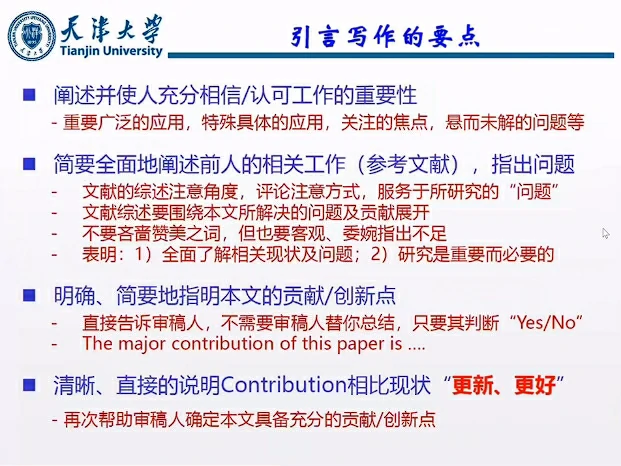 天津大学
Tianjin University
引言写作的要点
■ 阐述并使人充分相信/认可工作的重要性
- 重要广泛的应用，特殊具体的应用，关注的焦点，悬而未解的问题等
■ 简要全面地阐述前人的相关工作（参考文献），指出问题
- 文献的综述注意角度，评论注意方式，服务于所研究的“问题”
- 文献综述要围绕本文所解决的问题及贡献展开
- 不要吝啬赞美之词，但也要客观、委婉指出不足
- 表明：1）全面了解相关现状及问题；2）研究是重要而必要的
■ 明确、简要地指明本文的贡献/创新点
- 直接告诉审稿人，不需要审稿人替你总结，只要其判断“Yes/No”
- The major contribution of this paper is ....
■ 清晰、直接的说明Contribution相比现状“更新、更好”
- 再次帮助审稿人确定本文具备充分的贡献/创新点